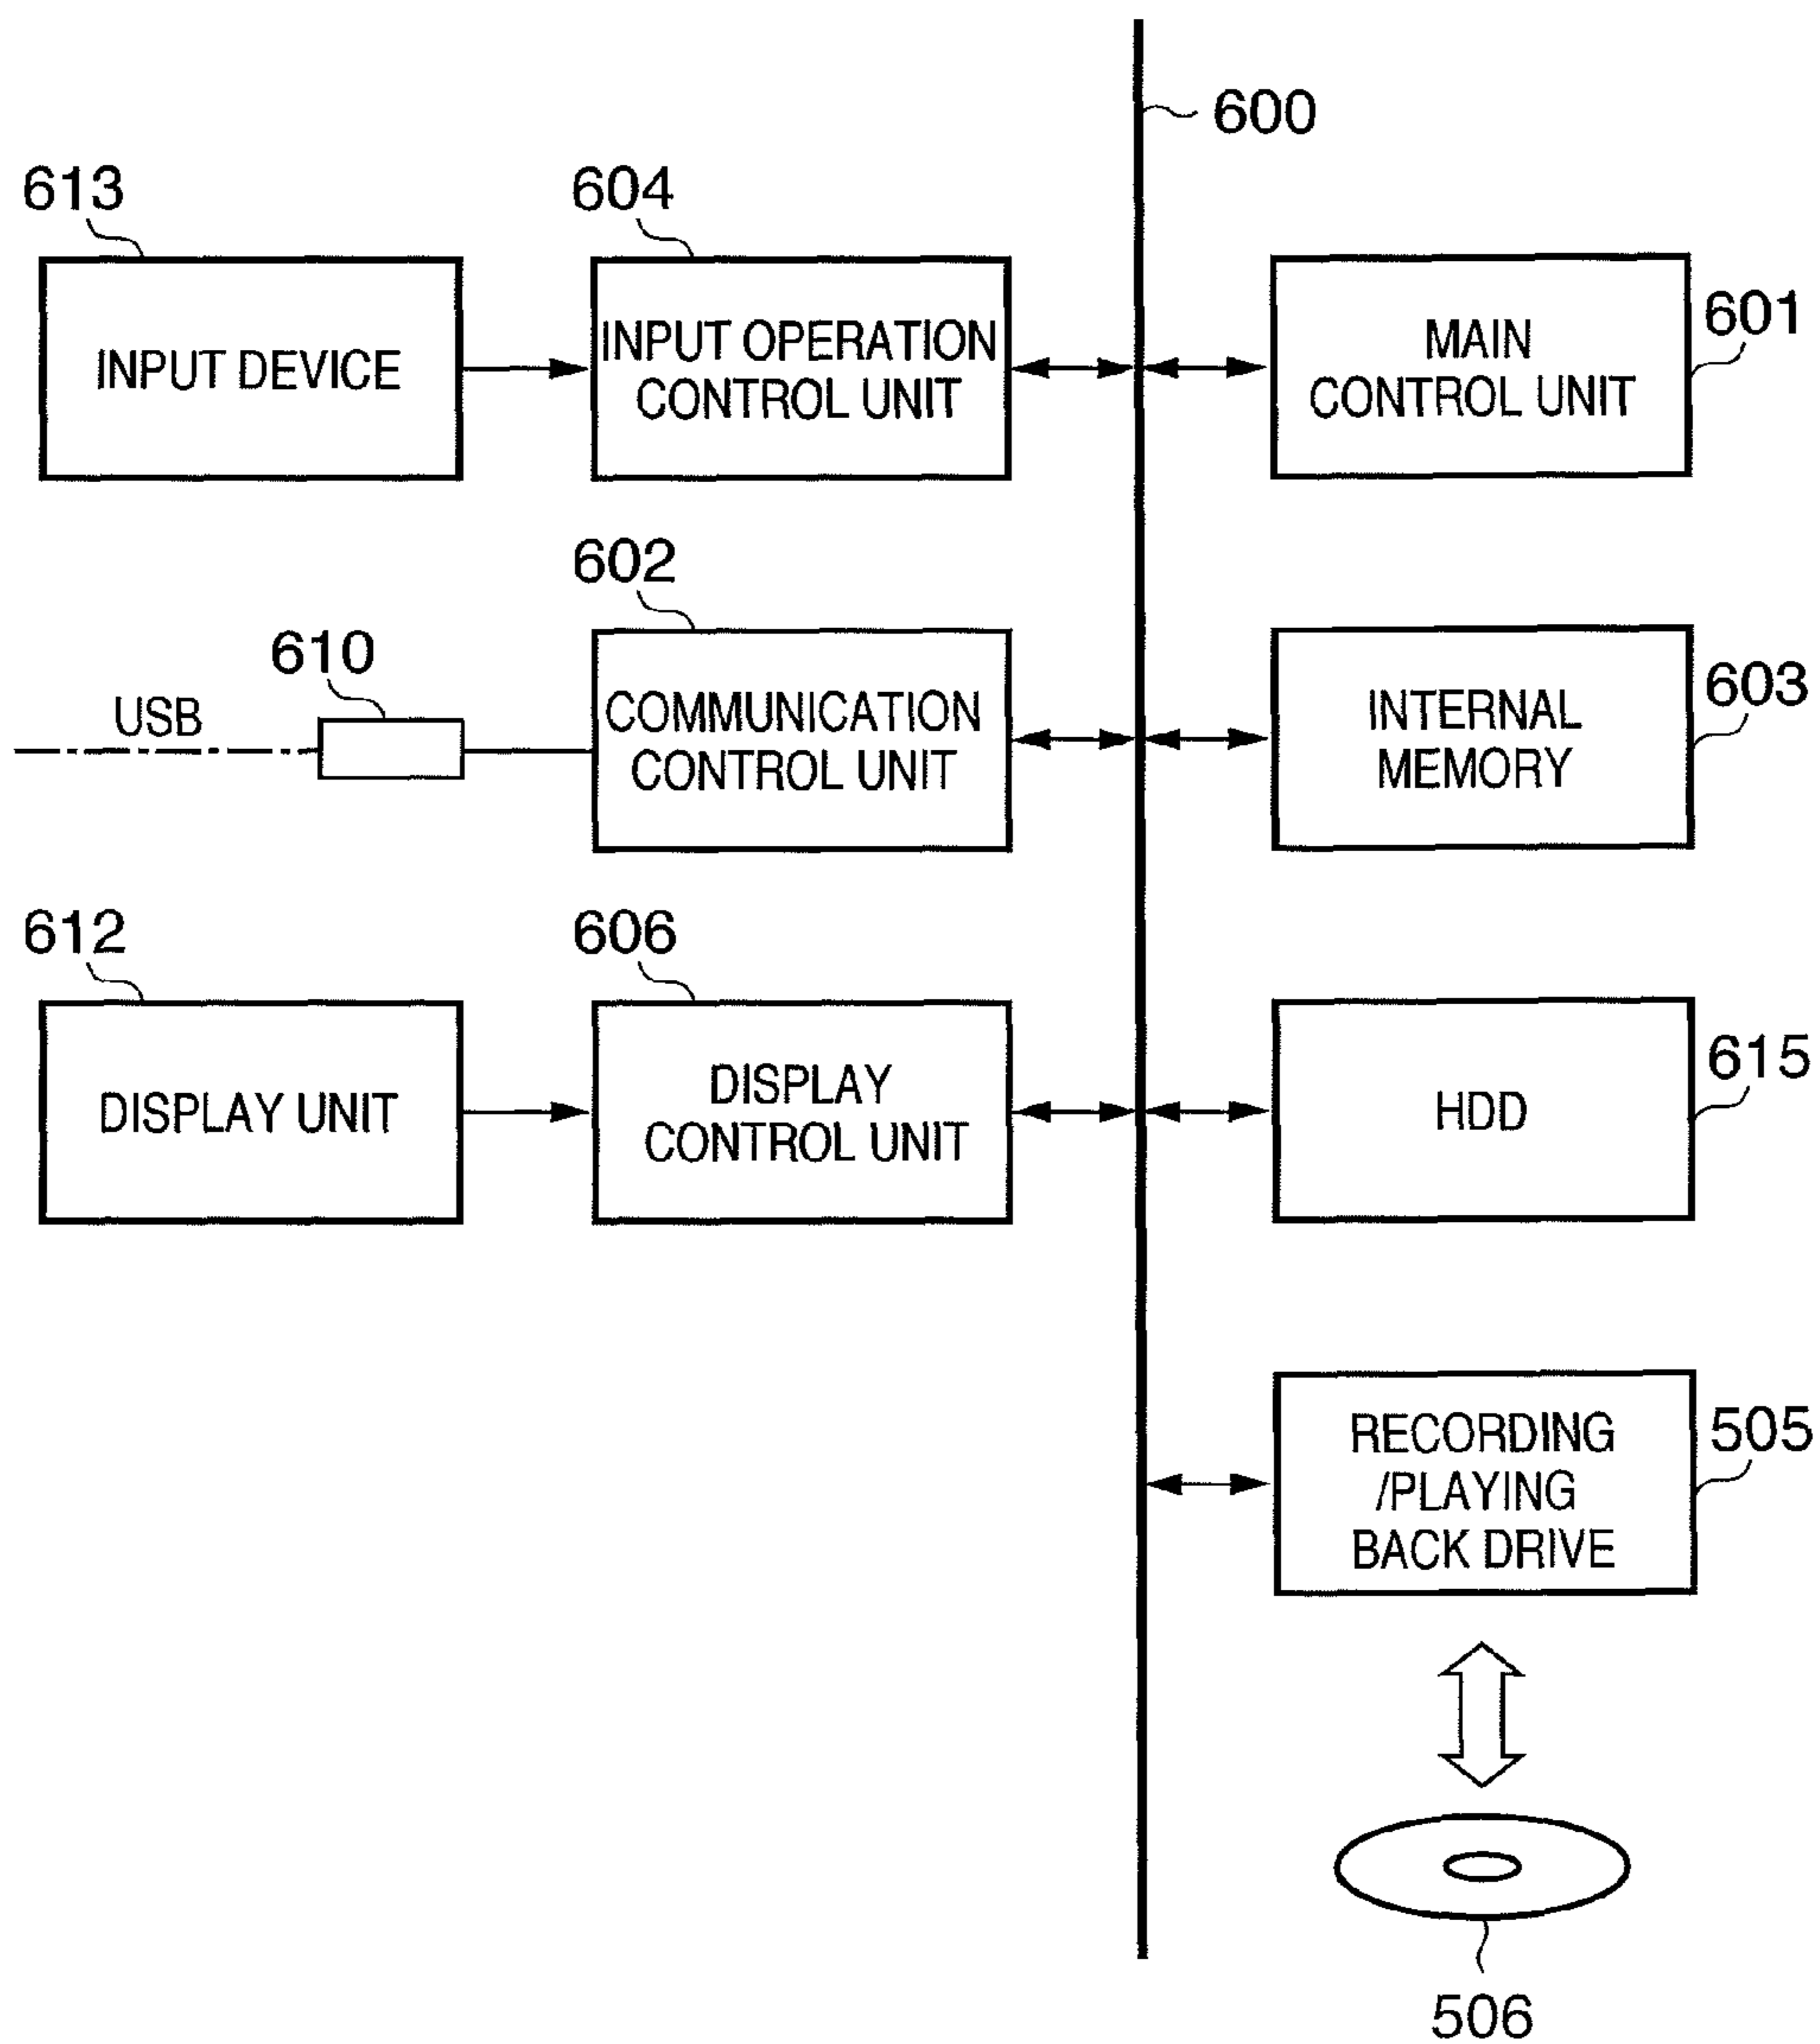 600
613
604
INPUT DEVICE
INPUT OPERATION
CONTROL UNIT
MAIN
CONTROL UNIT
601
602
610
USB
COMMUNICATION
CONTROL UNIT
INTERNAL
MEMORY
603
612
606
DISPLAY UNIT
DISPLAY
CONTROL UNIT
HDD
615
RECORDING
/PLAYING
BACK DRIVE
505
506